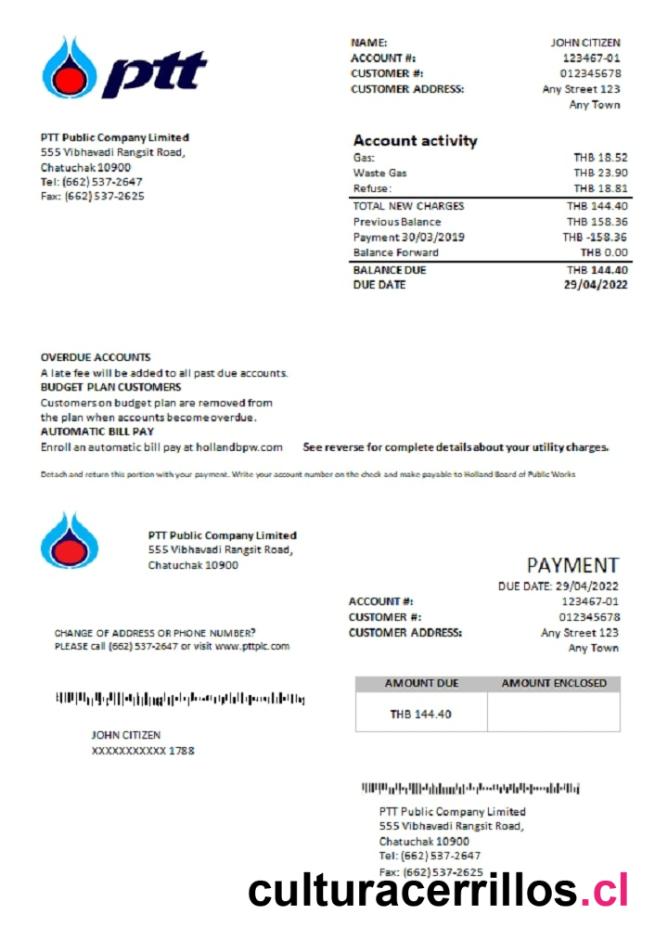 ptt
NAME: JOHN CITIZEN
ACCOUNT #: 123467-01
CUSTOMER #: 012345678
CUSTOMER ADDRESS: Any Street 123
Any Town
PTT Public Company Limited
555 Vibhavadi Rangsit Road,
Chatuchak 10900
Tel: (662) 537-2647
Fax: (662) 537-2625
Account activity
Gas: THB 18.52
Waste Gas THB 23.90
Refuse: THB 18.81
TOTAL NEW CHARGES THB 144.40
Previous Balance THB 158.36
Payment 30/03/2019 THB -158.36
Balance Forward THB 0.00
BALANCE DUE THB 144.40
DUE DATE 29/04/2022
OVERDUE ACCOUNTS
A late fee will be added to all past due accounts.
BUDGET PLAN CUSTOMERS
Customers on budget plan are removed from
the plan when accounts become overdue.
AUTOMATIC BILL PAY
Enroll an automatic bill pay at hollandbpw.com See reverse for complete details about your utility charges.
Detach and return this portion with your payment. Write your account number on the check and make payable to Holland Board of Public Works
PTT Public Company Limited
555 Vibhavadi Rangsit Road,
Chatuchak 10900
PAYMENT
DUE DATE: 29/04/2022
ACCOUNT #: 123467-01
CUSTOMER #: 012345678
CUSTOMER ADDRESS: Any Street 123
Any Town
CHANGE OF ADDRESS OR PHONE NUMBER?
PLEASE call (662) 537-2647 or visit www.pttplc.com
AMOUNT DUE AMOUNT ENCLOSED
THB 144.40
JOHN CITIZEN
XXXXXXXXXXX 1788
PTT Public Company Limited
555 Vibhavadi Rangsit Road,
Chatuchak 10900
Tel: (662) 537-2647
Fax: (662) 537-2625
culturacerrillos.cl